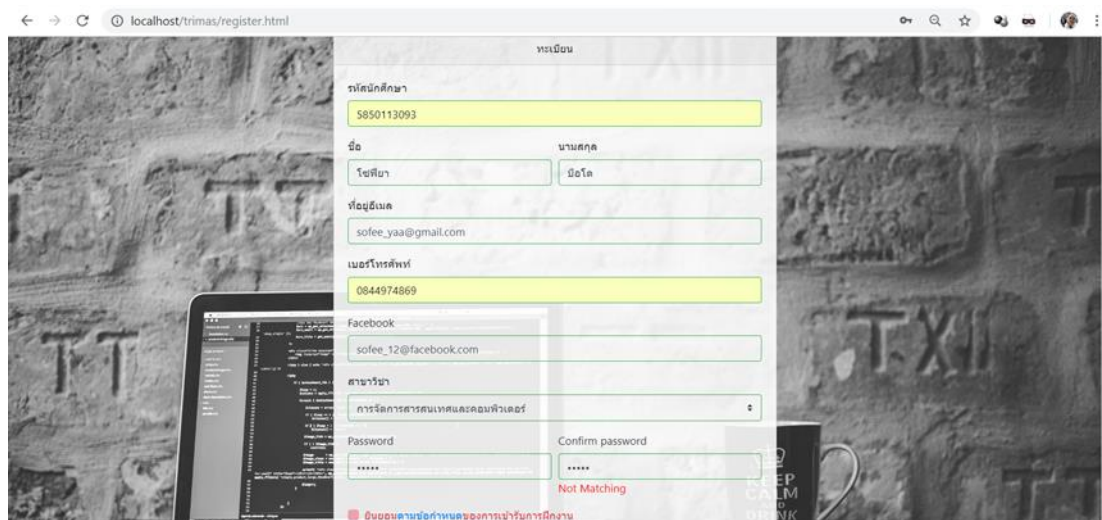 localhost/trimas/register.html
ทะเบียน
รหัสนักศึกษา
5850113093
ชื่อ นามสกุล
โซฟียา มือโด
ที่อยู่อีเมล
sofee_yaa@gmail.com
เบอร์โทรศัพท์
0844974869
Facebook
sofee_12@facebook.com
สาขาวิชา
การจัดการสารสนเทศและคอมพิวเตอร์
Password Confirm password
••••• •••••
Not Matching
ยินยอมตามข้อกำหนดของการเข้ารับการฝึกงาน
KEEP
CALM
DRINK
TXII
TT